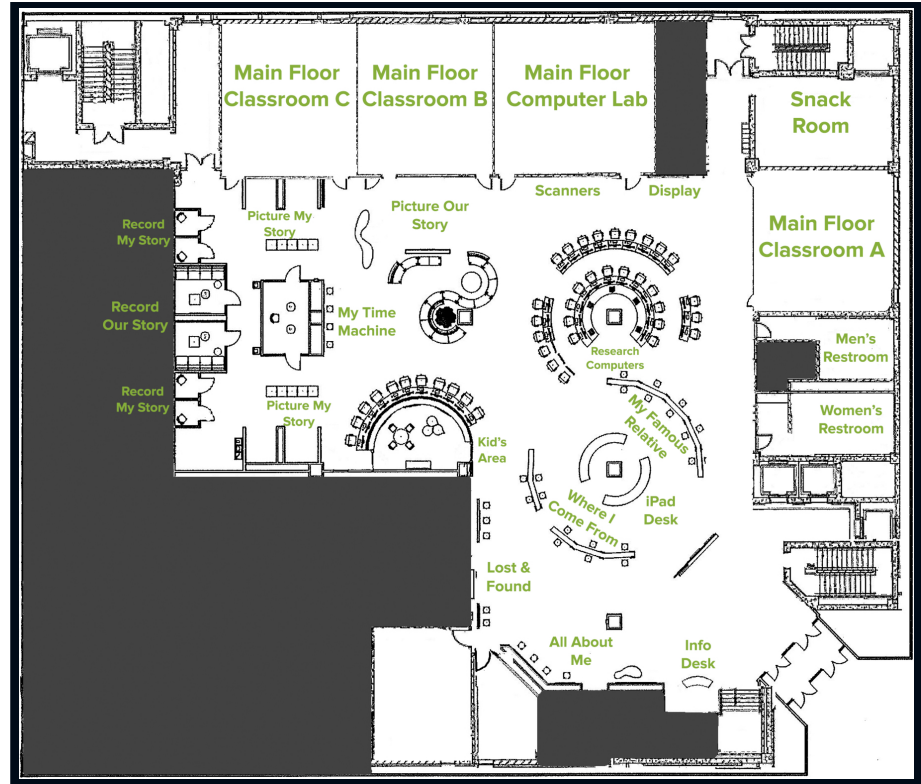 Main Floor
Classroom C
Main Floor
Classroom B
Main Floor
Computer Lab
Snack
Room
Scanners
Display
Main Floor
Classroom A
Record
My Story
Picture My
Story
Picture Our
Story
Record
Our Story
My Time
Machine
Research
Computers
Men's
Restroom
Record
My Story
Picture My
Story
Kid's
Area
My Famous
Relative
Women's
Restroom
Where I
Come From
iPad
Desk
Lost &
Found
All About
Me
Info
Desk